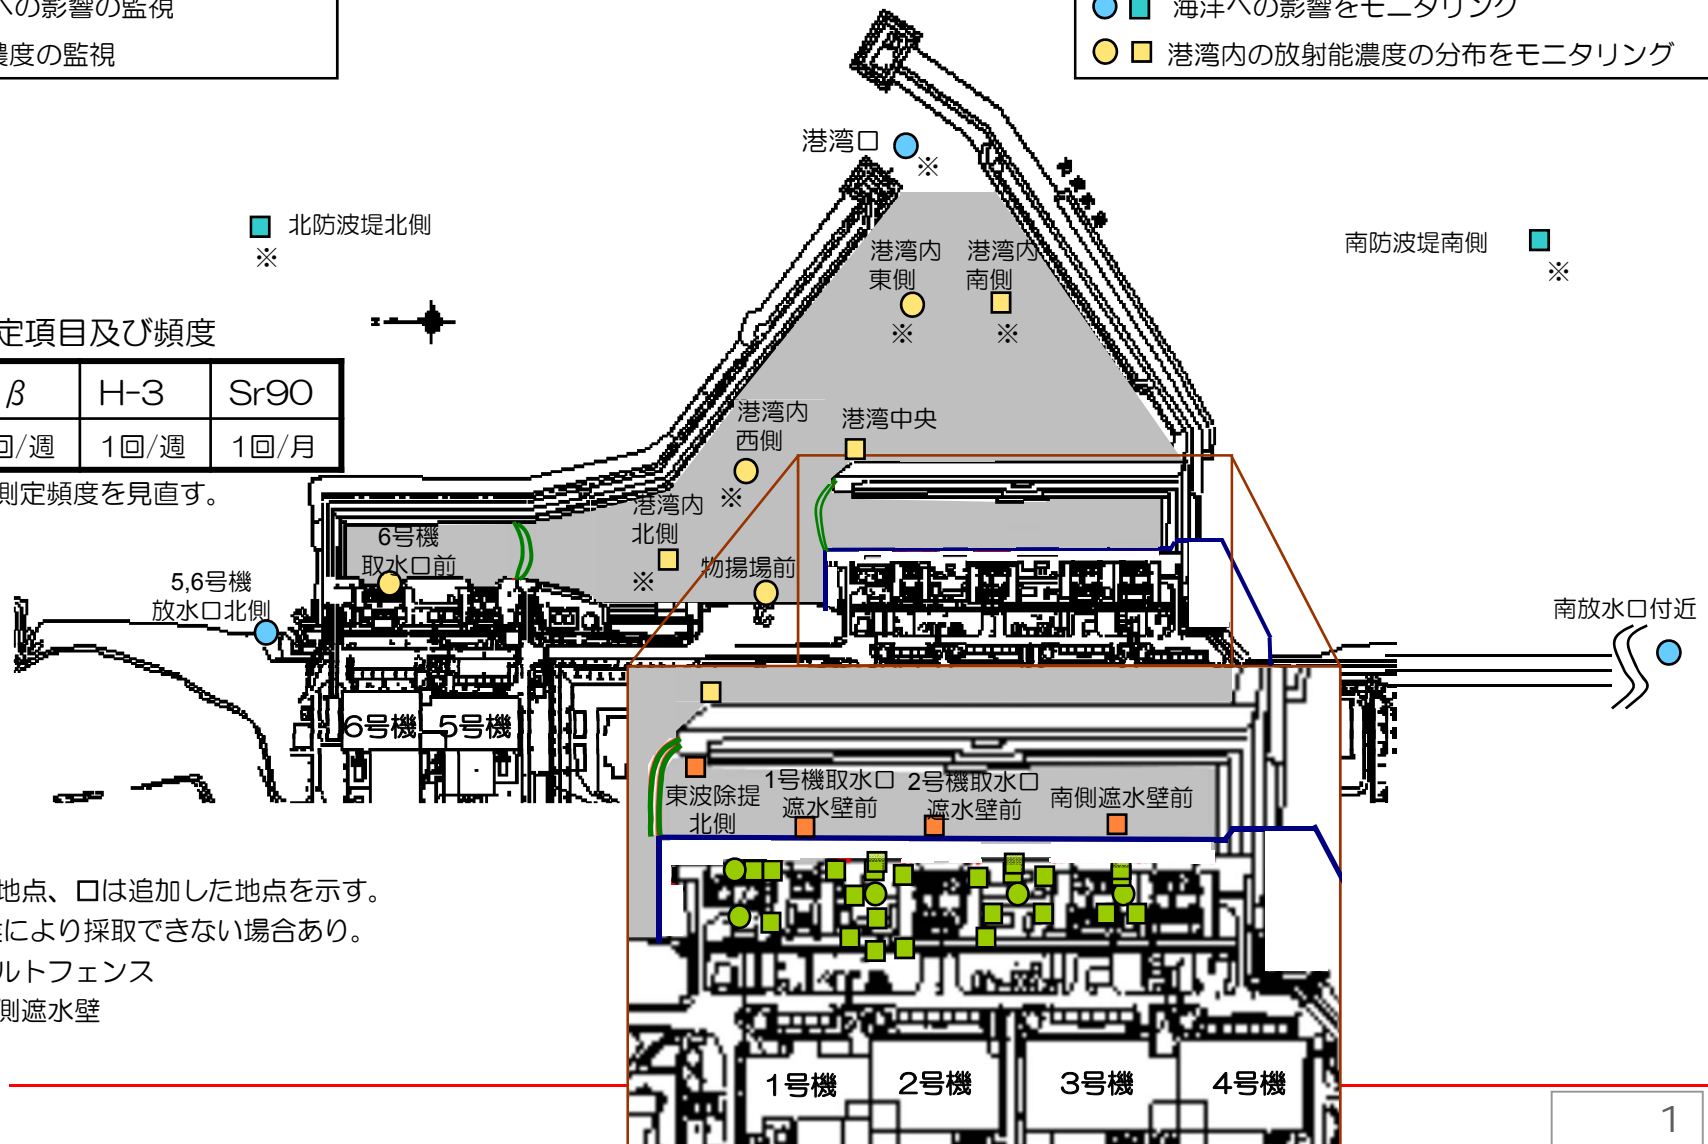 への影響の監視
濃度の監視
海洋への影響をモニタリング
港湾内の放射能濃度の分布をモニタリング
港湾口
※
北防波堤北側
※
南防波堤南側
※
港湾内
東側
※
港湾内
南側
※
定項目及び頻度
β H-3 Sr90
回/週 1回/週 1回/月
測定頻度を見直す。
港湾内
西側
※
港湾中央
港湾内
北側
※
物揚場前
6号機
取水口前
5,6号機
放水口北側
南放水口付近
6号機
5号機
東波除堤
北側
1号機取水口
遮水壁前
2号機取水口
遮水壁前
南側遮水壁前
地点、□は追加した地点を示す。
により採取できない場合あり。
ルトフェンス
側遮水壁
1号機
2号機
3号機
4号機
1